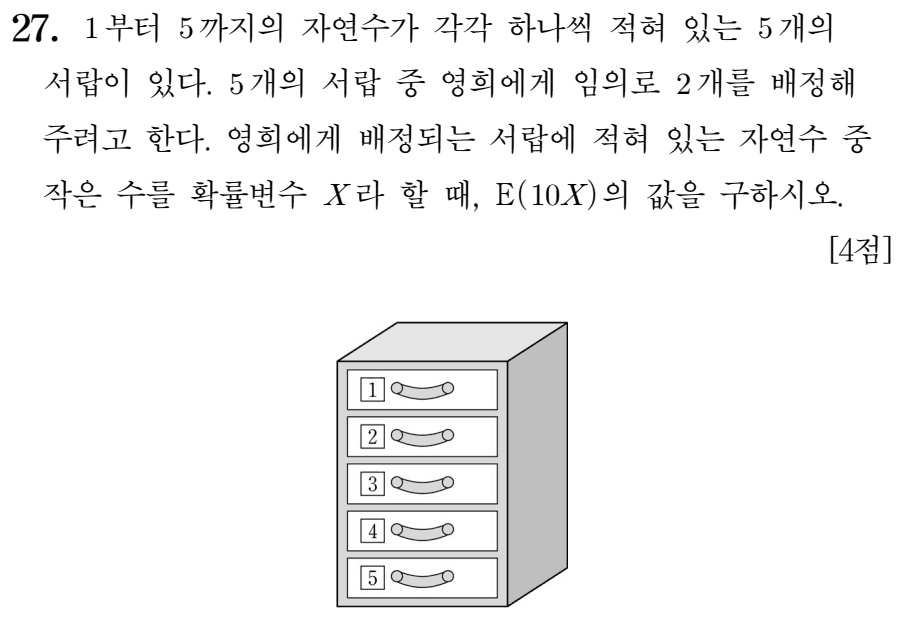 27. 1부터 5까지의 자연수가 각각 하나씩 적혀 있는 5개의
서랍이 있다. 5개의 서랍 중 영희에게 임의로 2개를 배정해
주려고 한다. 영희에게 배정되는 서랍에 적혀 있는 자연수 중
작은 수를 확률변수 X라 할 때, E(10X)의 값을 구하시오.
[4점]
1
2
3
4
5